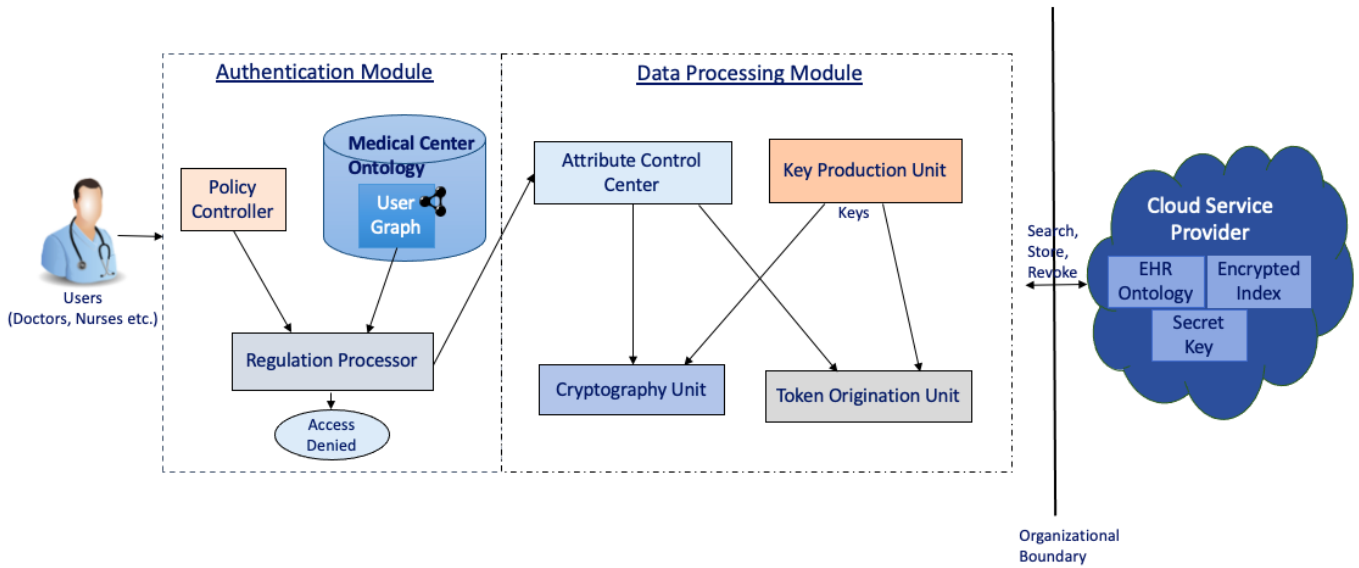 Authentication Module
Data Processing Module
Medical Center
Ontology
User
Graph
Policy
Controller
Attribute Control
Center
Key Production Unit
Keys
Users
(Doctors, Nurses etc.)
Regulation Processor
Access
Denied
Cryptography Unit
Token Origination Unit
Search,
Store,
Revoke
Cloud Service
Provider
EHR
Ontology
Encrypted
Index
Secret
Key
Organizational
Boundary